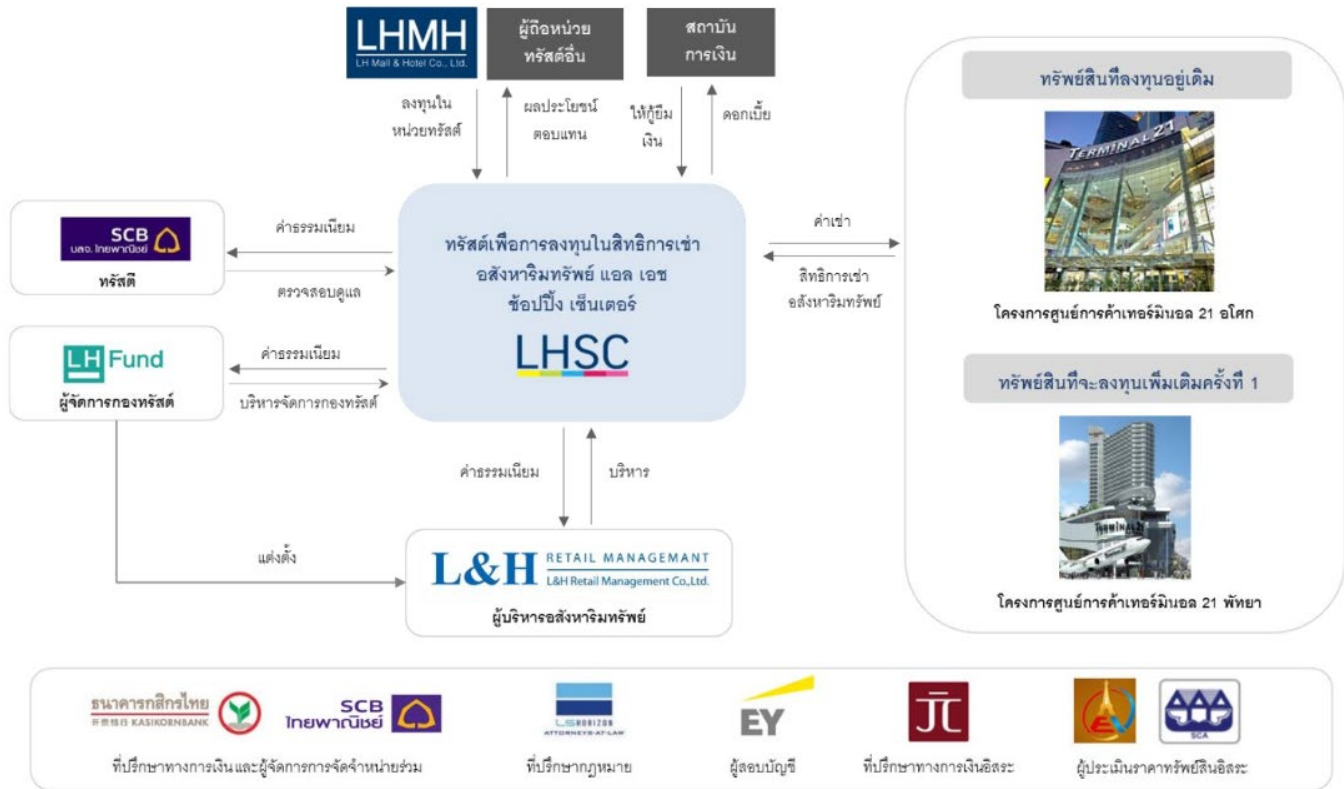 LHMH
LH Mall & Hotel Co., Ltd.
ผู้ถือหน่วย
ทรัสต์อื่น
สถาบัน
การเงิน
ลงทุนใน
หน่วยทรัสต์
ผลประโยชน์
ตอบแทน
ให้กู้ยืม
เงิน
ดอกเบี้ย
SCB
บลจ. ไทยพาณิชย์
ทรัสตี
ค่าธรรมเนียม
ตรวจสอบดูแล
LH Fund
ผู้จัดการกองทรัสต์
ค่าธรรมเนียม
บริหารจัดการกองทรัสต์
ทรัสต์เพื่อการลงทุนในสิทธิการเช่า
อสังหาริมทรัพย์ แอล เอช
ช้อปปิ้ง เซ็นเตอร์
LHSC
ค่าเช่า
สิทธิการเช่า
อสังหาริมทรัพย์
ค่าธรรมเนียม
บริหาร
แต่งตั้ง
L&H RETAIL MANAGEMANT
L&H Retail Management Co.,Ltd.
ผู้บริหารอสังหาริมทรัพย์
ทรัพย์สินที่ลงทุนอยู่เดิม
TERMINAL 21
โครงการศูนย์การค้าเทอร์มินอล 21 อโศก
ทรัพย์สินที่จะลงทุนเพิ่มเติมครั้งที่ 1
TERMINAL21
โครงการศูนย์การค้าเทอร์มินอล 21 พัทยา
ธนาคารกสิกรไทย
开泰银行 KASIKORNBANK
SCB
ไทยพาณิชย์
ที่ปรึกษาทางการเงินและผู้จัดการการจัดจำหน่ายร่วม
LS HORIZON
ATTORNEYS-AT-LAW
ที่ปรึกษากฎหมาย
EY
ผู้สอบบัญชี
ที่ปรึกษาทางการเงินอิสระ
SCA
ผู้ประเมินราคาทรัพย์สินอิสระ